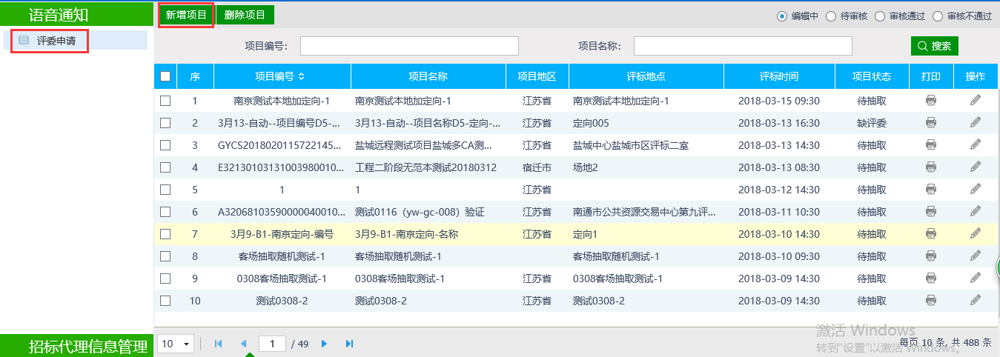 语音通知
评委申请
新增项目 删除项目 编辑中 待审核 审核通过 审核不通过
项目编号： 项目名称： 搜索
序 项目编号 项目名称 项目地区 评标地点 评标时间 项目状态 打印 操作
1 南京测试本地加定向-1 南京测试本地加定向-1 江苏省 南京测试本地加定向-1 2018-03-15 09:30 待抽取
2 3月13-自动--项目编号D5-... 3月13-自动--项目名称D5-定向-... 江苏省 定向005 2018-03-13 16:30 缺评委
3 GYCS2018020115722145... 盐城远程测试项目盐城多CA测... 江苏省 盐城中心盐城市区评标二室 2018-03-13 14:30 待抽取
4 E32130103131003980010... 工程二阶段无范本测试20180312 宿迁市 场地2 2018-03-13 08:30 待抽取
5 1 1 江苏省 2018-03-12 14:30 待抽取
6 A32068103590000040010... 测试0116（yw-gc-008）验证 江苏省 南通市公共资源交易中心第九评... 2018-03-11 10:30 待抽取
7 3月9-B1-南京定向-编号 3月9-B1-南京定向-名称 江苏省 定向1 2018-03-10 14:30 待抽取
8 客场抽取随机测试-1 客场抽取随机测试-1 客场抽取随机测试-1 2018-03-10 09:30 待抽取
9 0308客场抽取测试-1 0308客场抽取测试-1 江苏省 0308客场抽取测试-1 2018-03-09 14:30 待抽取
10 测试0308-2 测试0308-2 江苏省 测试0308-2 2018-03-09 14:30 待抽取
激活 Windows
转到"设置"以激活 Windows。
招标代理信息管理
10 1 / 49 每页 10 条, 共 488 条